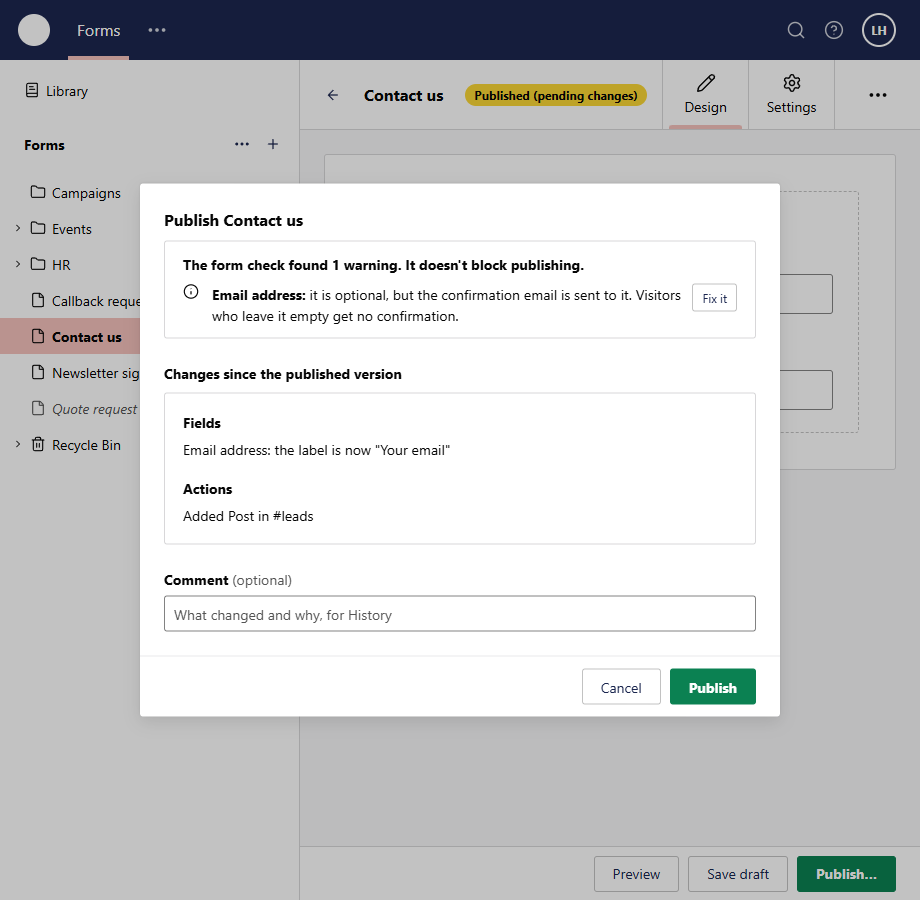 Forms
LH
Library
Contact us
Published (pending changes)
Design
Settings
Forms
Campaigns
Events
HR
Callback reque
Contact us
Newsletter sig
Quote request
Recycle Bin
Publish Contact us
The form check found 1 warning. It doesn't block publishing.
Email address: it is optional, but the confirmation email is sent to it. Visitors
who leave it empty get no confirmation.
Fix it
Changes since the published version
Fields
Email address: the label is now "Your email"
Actions
Added Post in #leads
Comment (optional)
What changed and why, for History
Cancel
Publish
Preview
Save draft
Publish...